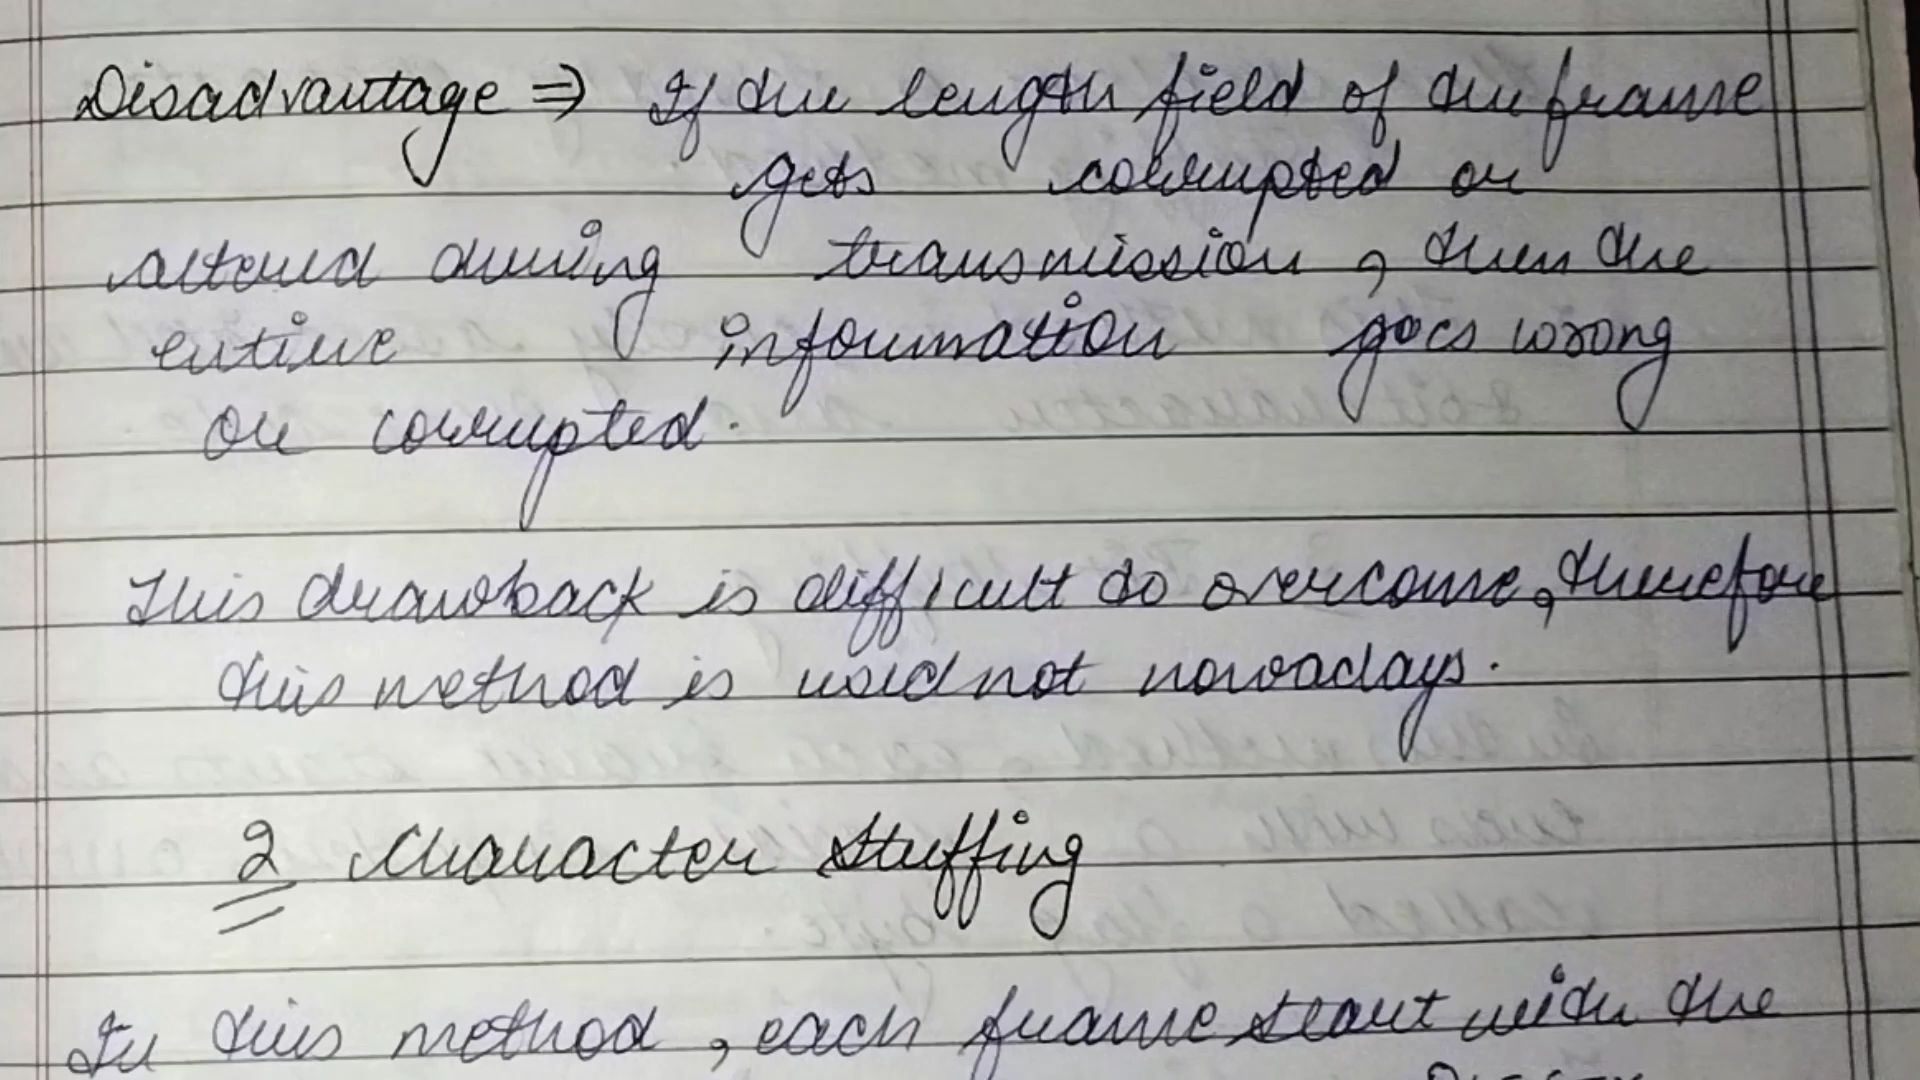 Disadvantage ⇒ If the length field of the frame
gets corrupted or
altered during transmission, then the
entire information goes wrong
or corrupted.
This drawback is difficult to overcome, therefore
this method is used not nowadays.
2 Character Stuffing
In this method, each frame start with the